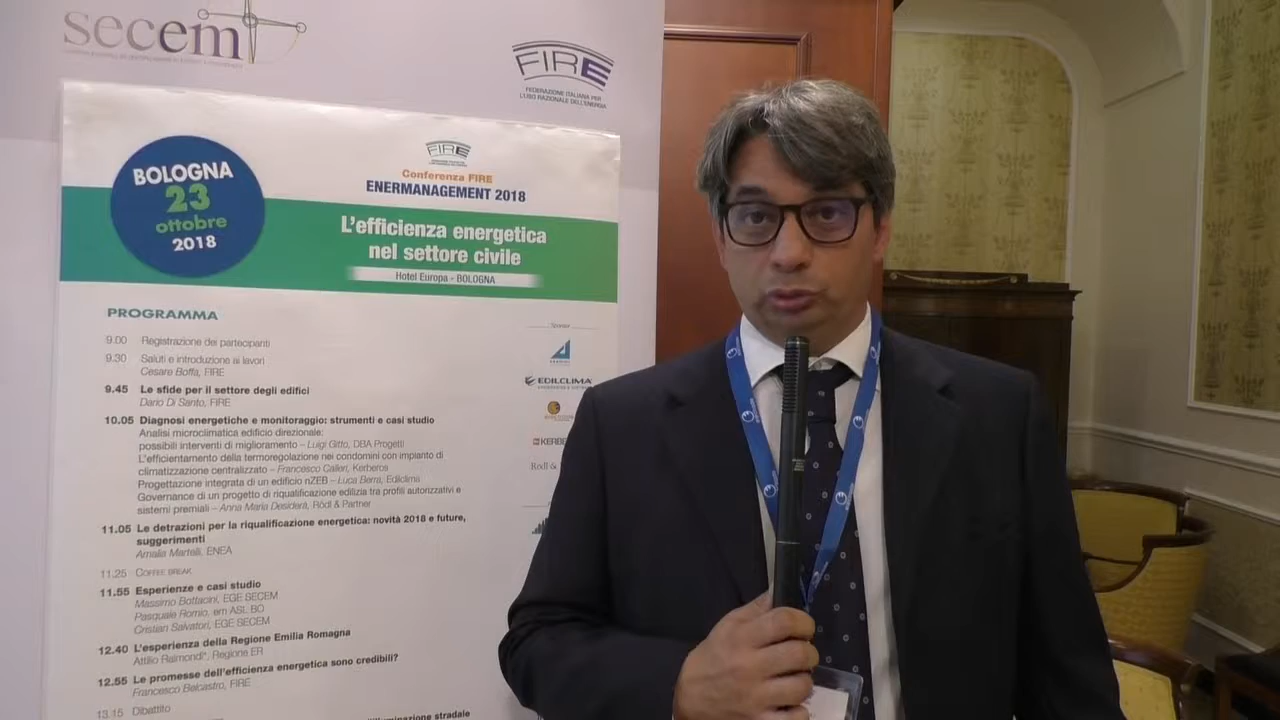 secem
FIRE
FEDERAZIONE ITALIANA PER
L'USO RAZIONALE DELL'ENERGIA
BOLOGNA
23
ottobre
2018
FIRE
Conferenza FIRE
ENERMANAGEMENT 2018
L'efficienza energetica
nel settore civile
Hotel Europa - BOLOGNA
PROGRAMMA
9.00 Registrazione dei partecipanti
9.30 Saluti e introduzione ai lavori
Cesare Boffa, FIRE
9.45 Le sfide per il settore degli edifici
Dario Di Santo, FIRE
10.05 Diagnosi energetiche e monitoraggio: strumenti e casi studio
Analisi microclimatica edificio direzionale:
possibili interventi di miglioramento – Luigi Gitto, DBA Progetti
L'efficientamento della termoregolazione nei condomini con impianto di
climatizzazione centralizzato – Francesco Calleri, Kerberos
Progettazione integrata di un edificio nZEB – Luca Berra, Edilclima
Governance di un progetto di riqualificazione edilizia tra profili autorizzativi e
sistemi premiali – Anna Maria Desiderà, Rödl & Partner
11.05 Le detrazioni per la riqualificazione energetica: novità 2018 e future,
suggerimenti
Amalia Martelli, ENEA
11.25 COFFEE BREAK
11.55 Esperienze e casi studio
Massimo Bottacini, EGE SECEM
Pasquale Romio, em ASL BO
Cristian Salvatori, EGE SECEM
12.40 L'esperienza della Regione Emilia Romagna
Attilio Raimondi*, Regione ER
12.55 Le promesse dell'efficienza energetica sono credibili?
Francesco Belcastro, FIRE
13.15 Dibattito
illuminazione stradale
Sponsor
EDILCLIMA
KERBE
Rödl &